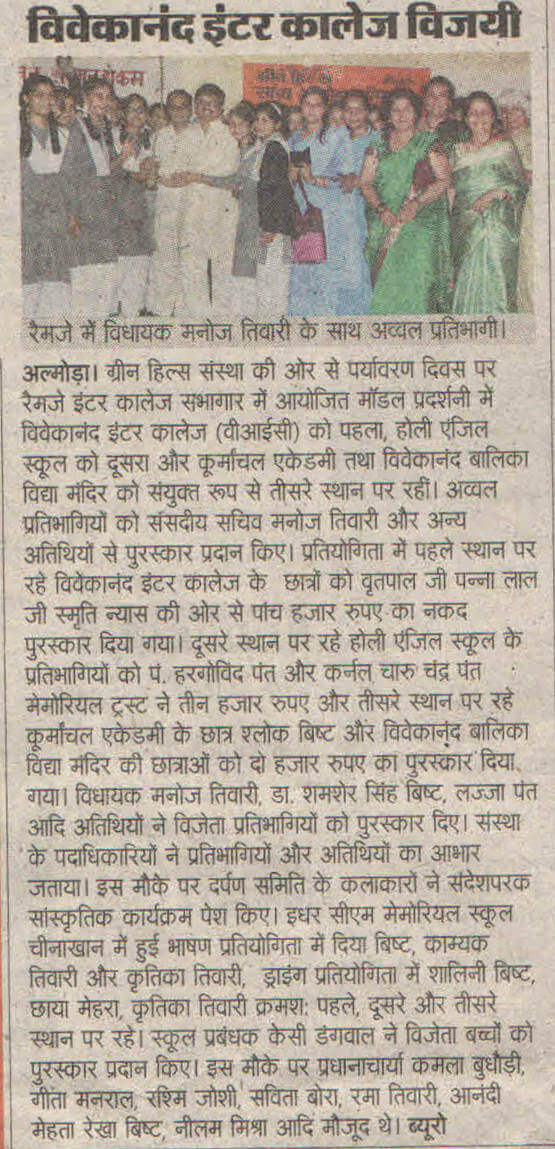 विवेकानंद इंटर कालेज विजयी
रैमजे में विधायक मनोज तिवारी के साथ अव्वल प्रतिभागी।
अल्मोड़ा। ग्रीन हिल्स संस्था की ओर से पर्यावरण दिवस पर
रैमजे इंटर कालेज सभागार में आयोजित मॉडल प्रदर्शनी में
विवेकानंद इंटर कालेज (वीआईसी) को पहला, होली एंजिल
स्कूल को दूसरा और कूर्मांचल एकेडमी तथा विवेकानंद बालिका
विद्या मंदिर को संयुक्त रूप से तीसरे स्थान पर रहीं। अव्वल
प्रतिभागियों को संसदीय सचिव मनोज तिवारी और अन्य
अतिथियों से पुरस्कार प्रदान किए। प्रतियोगिता में पहले स्थान पर
रहे विवेकानंद इंटर कालेज के छात्रों को वृतपाल जी पन्ना लाल
जी स्मृति न्यास की ओर से पांच हजार रुपए का नकद
पुरस्कार दिया गया। दूसरे स्थान पर रहे होली एंजिल स्कूल के
प्रतिभागियों को पं. हरगोविंद पंत और कर्नल चारु चंद्र पंत
मेमोरियल ट्रस्ट ने तीन हजार रुपए और तीसरे स्थान पर रहे
कूर्मांचल एकेडमी के छात्र श्लोक बिष्ट और विवेकानंद बालिका
विद्या मंदिर की छात्राओं को दो हजार रुपए का पुरस्कार दिया
गया। विधायक मनोज तिवारी, डा. शमशेर सिंह बिष्ट, लज्जा पंत
आदि अतिथियों ने विजेता प्रतिभागियों को पुरस्कार दिए। संस्था
के पदाधिकारियों ने प्रतिभागियों और अतिथियों का आभार
जताया। इस मौके पर दर्पण समिति के कलाकारों ने संदेशपरक
सांस्कृतिक कार्यक्रम पेश किए। इधर सीएम मेमोरियल स्कूल
चीनाखान में हुई भाषण प्रतियोगिता में दिया बिष्ट, काम्यक
तिवारी और कृतिका तिवारी, ड्राइंग प्रतियोगिता में शालिनी बिष्ट,
छाया मेहरा, कृतिका तिवारी क्रमश: पहले, दूसरे और तीसरे
स्थान पर रहे। स्कूल प्रबंधक केसी डंगवाल ने विजेता बच्चों को
पुरस्कार प्रदान किए। इस मौके पर प्रधानाचार्या कमला बुधौड़ी,
गीता मनराल, रश्मि जोशी, सविता बोरा, रमा तिवारी, आनंदी
मेहता रेखा बिष्ट, नीलम मिश्रा आदि मौजूद थे। ब्यूरो